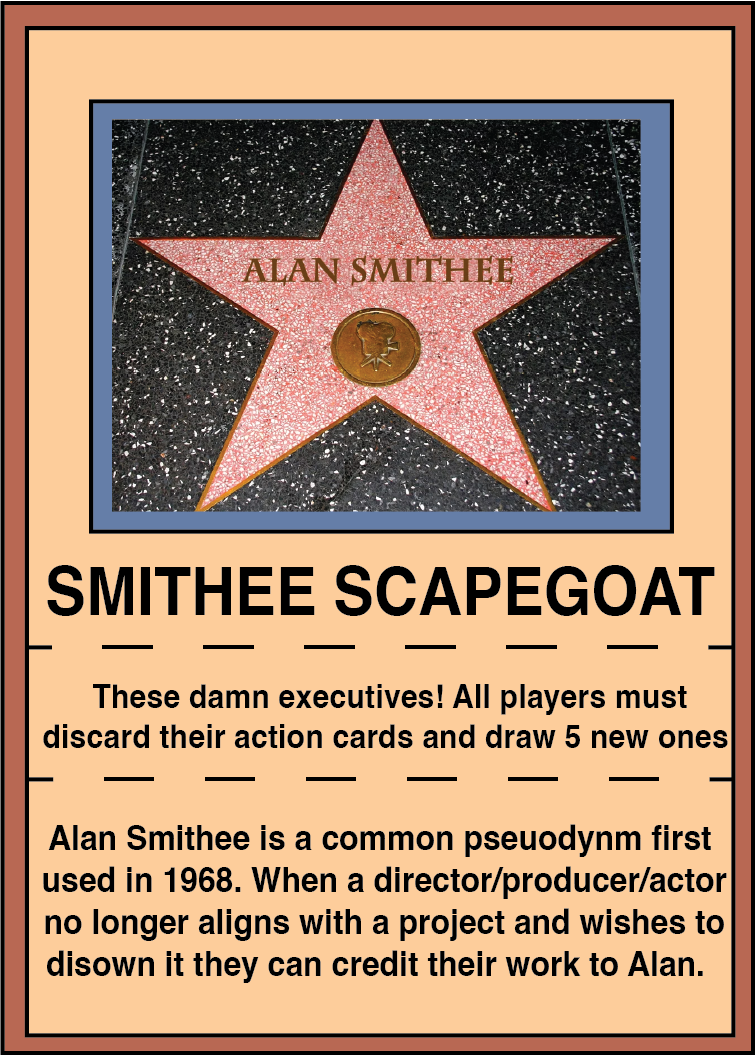 ALAN SMITHEE
SMITHEE SCAPEGOAT
These damn executives! All players must
discard their action cards and draw 5 new ones
Alan Smithee is a common pseuodynm first
used in 1968. When a director/producer/actor
no longer aligns with a project and wishes to
disown it they can credit their work to Alan.